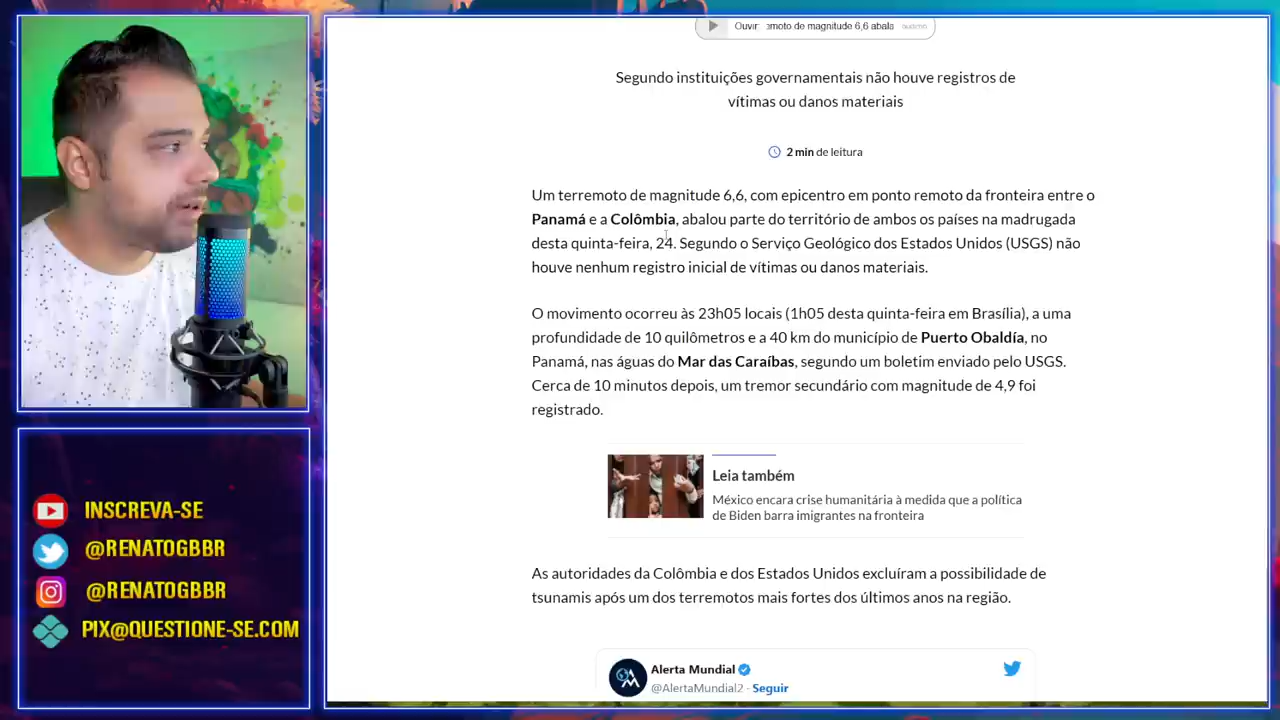 Ouvir: emoto de magnitude 6,6 abala
Segundo instituições governamentais não houve registros de
vítimas ou danos materiais
2 min de leitura
Um terremoto de magnitude 6,6, com epicentro em ponto remoto da fronteira entre o
Panamá e a Colômbia, abalou parte do território de ambos os países na madrugada
desta quinta-feira, 24. Segundo o Serviço Geológico dos Estados Unidos (USGS) não
houve nenhum registro inicial de vítimas ou danos materiais.
O movimento ocorreu às 23h05 locais (1h05 desta quinta-feira em Brasília), a uma
profundidade de 10 quilômetros e a 40 km do município de Puerto Obaldía, no
Panamá, nas águas do Mar das Caraíbas, segundo um boletim enviado pelo USGS.
Cerca de 10 minutos depois, um tremor secundário com magnitude de 4,9 foi
registrado.
Leia também
México encara crise humanitária à medida que a política
de Biden barra imigrantes na fronteira
As autoridades da Colômbia e dos Estados Unidos excluíram a possibilidade de
tsunamis após um dos terremotos mais fortes dos últimos anos na região.
Alerta Mundial
@AlertaMundial2 · Seguir
INSCREVA-SE
@RENATOGBBR
@RENATOGBBR
PIX@QUESTIONE-SE.COM